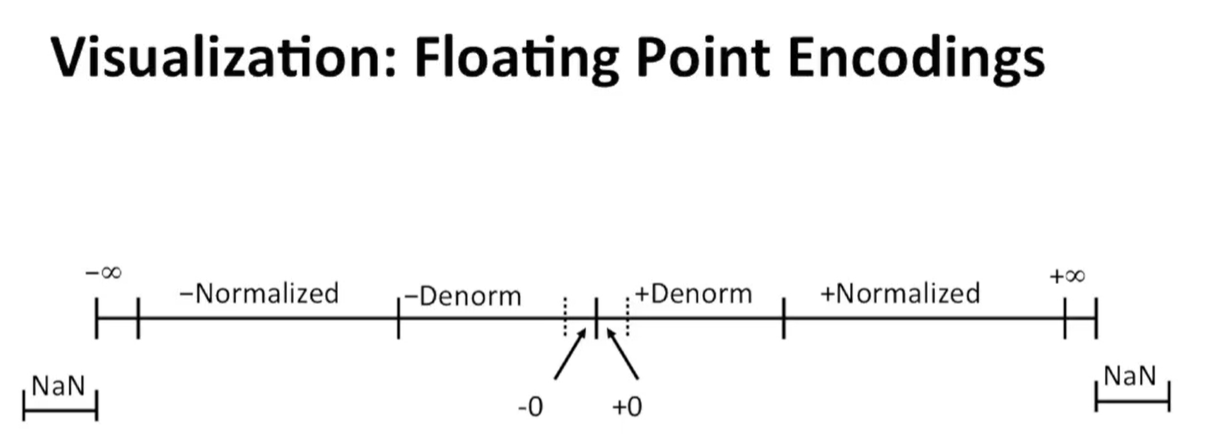 Visualization: Floating Point Encodings
−∞ +∞
−Normalized −Denorm +Denorm +Normalized
NaN NaN
-0 +0